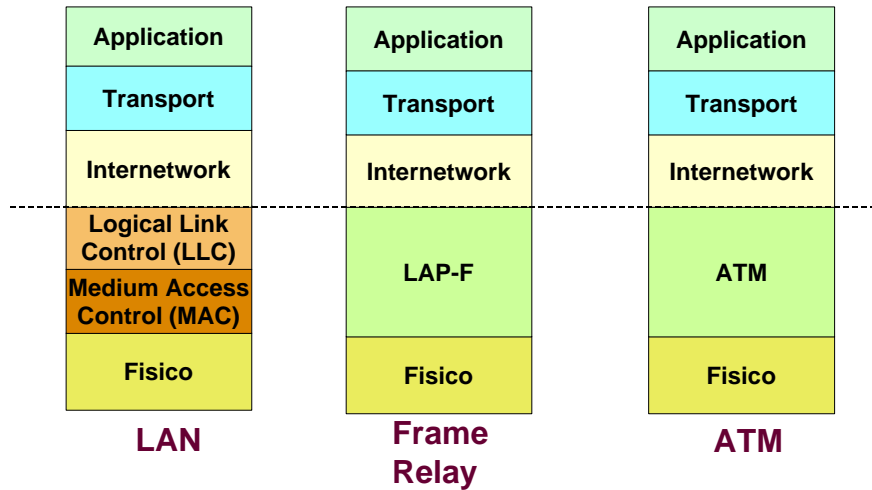 Application
Transport
Internetwork
Logical Link
Control (LLC)
Medium Access
Control (MAC)
Fisico
LAN
Application
Transport
Internetwork
LAP-F
Fisico
Frame
Relay
Application
Transport
Internetwork
ATM
Fisico
ATM